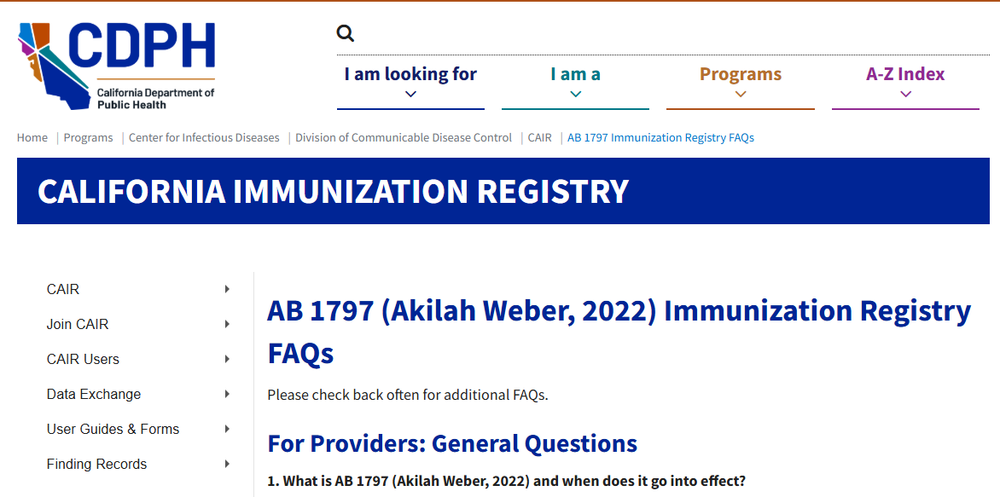 CDPH
California Department of
Public Health
I am looking for
I am a
Programs
A-Z Index
Home | Programs | Center for Infectious Diseases | Division of Communicable Disease Control | CAIR | AB 1797 Immunization Registry FAQs
CALIFORNIA IMMUNIZATION REGISTRY
CAIR
Join CAIR
CAIR Users
Data Exchange
User Guides & Forms
Finding Records
AB 1797 (Akilah Weber, 2022) Immunization Registry
FAQs
Please check back often for additional FAQs.
For Providers: General Questions
1. What is AB 1797 (Akilah Weber, 2022) and when does it go into effect?